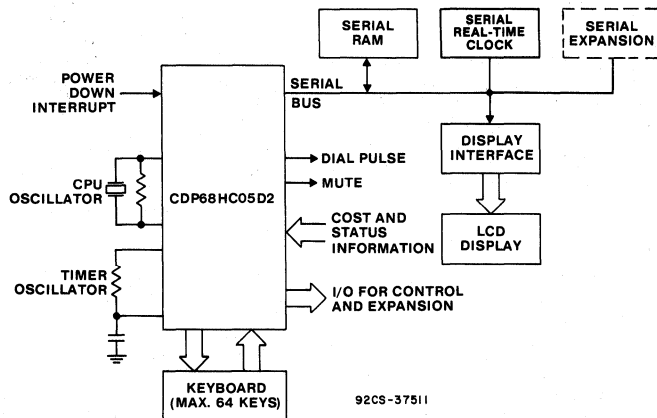 SERIAL
RAM
SERIAL
REAL-TIME
CLOCK
SERIAL
EXPANSION
POWER
DOWN
INTERRUPT
SERIAL
BUS
CPU
OSCILLATOR
CDP68HC05D2
DIAL PULSE
MUTE
DISPLAY
INTERFACE
COST AND
STATUS
INFORMATION
LCD
DISPLAY
TIMER
OSCILLATOR
I/O FOR CONTROL
AND EXPANSION
KEYBOARD
(MAX. 64 KEYS)
92CS-37511